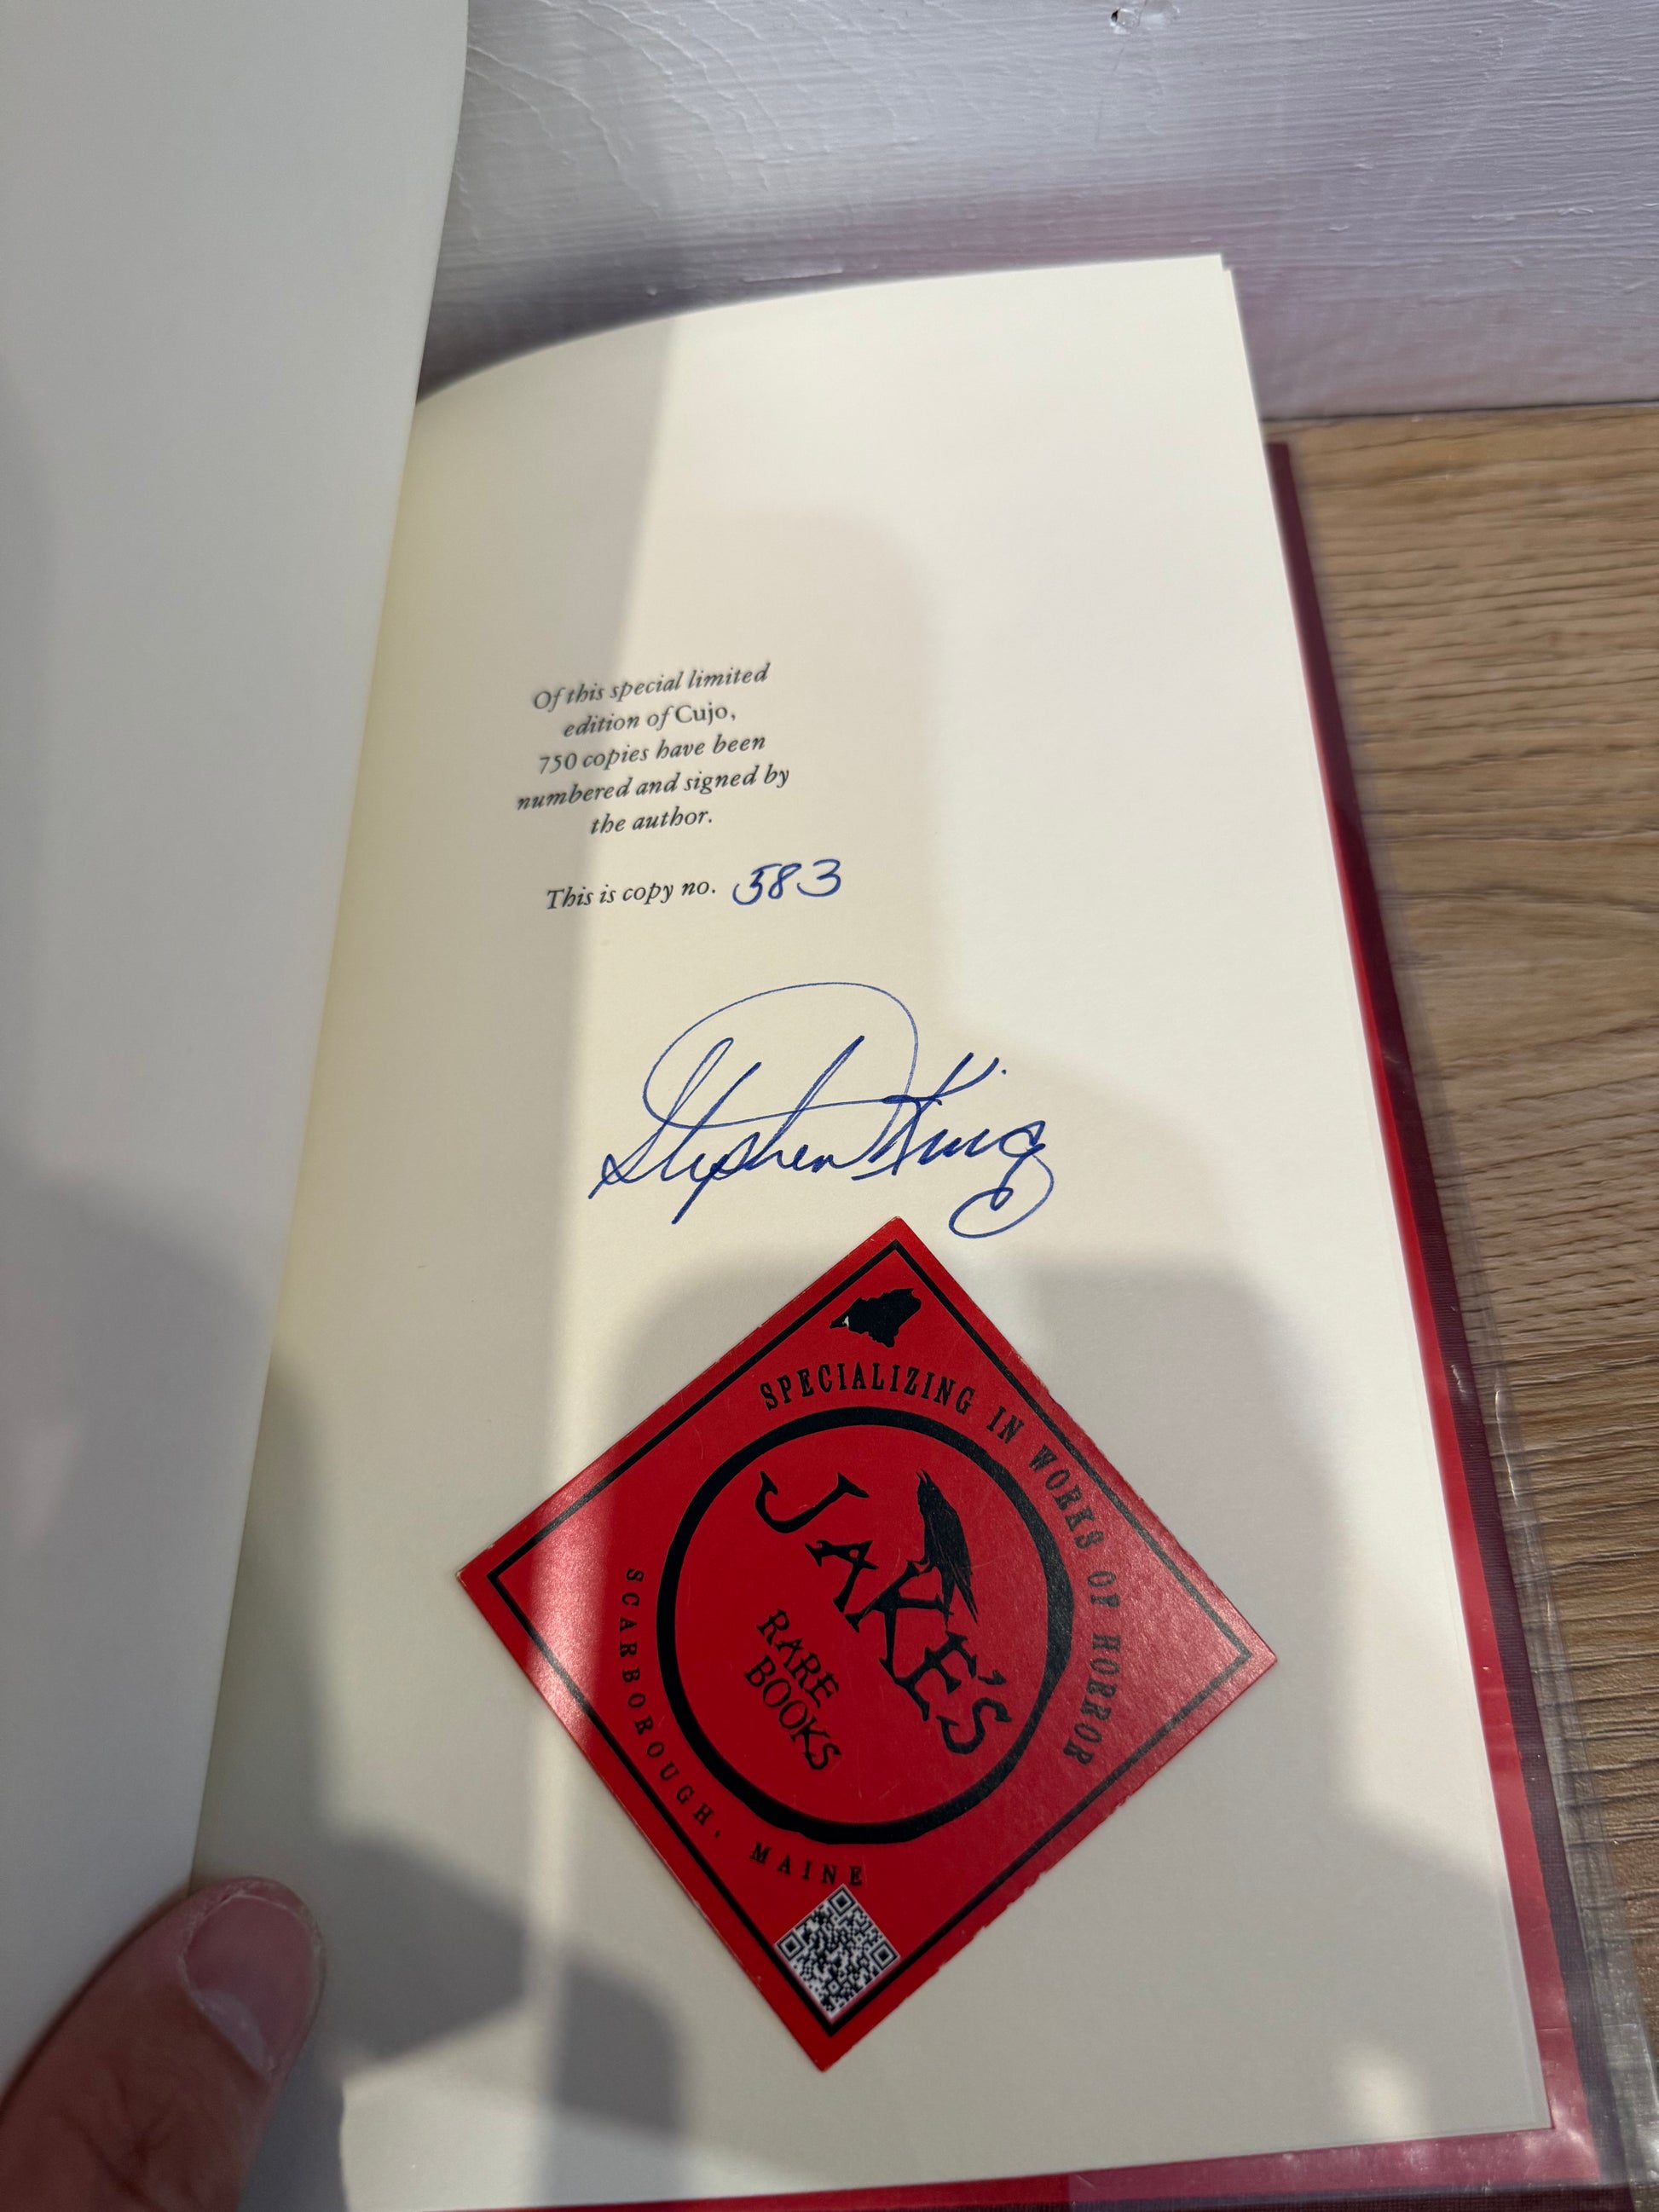 Of this special limited
edition of Cujo,
750 copies have been
numbered and signed by
the author.
This is copy no. 583
Stephen King
SPECIALIZING IN WORKS OF HORROR
JAKE'S
RARE
BOOKS
SCARBOROUGH, MAINE